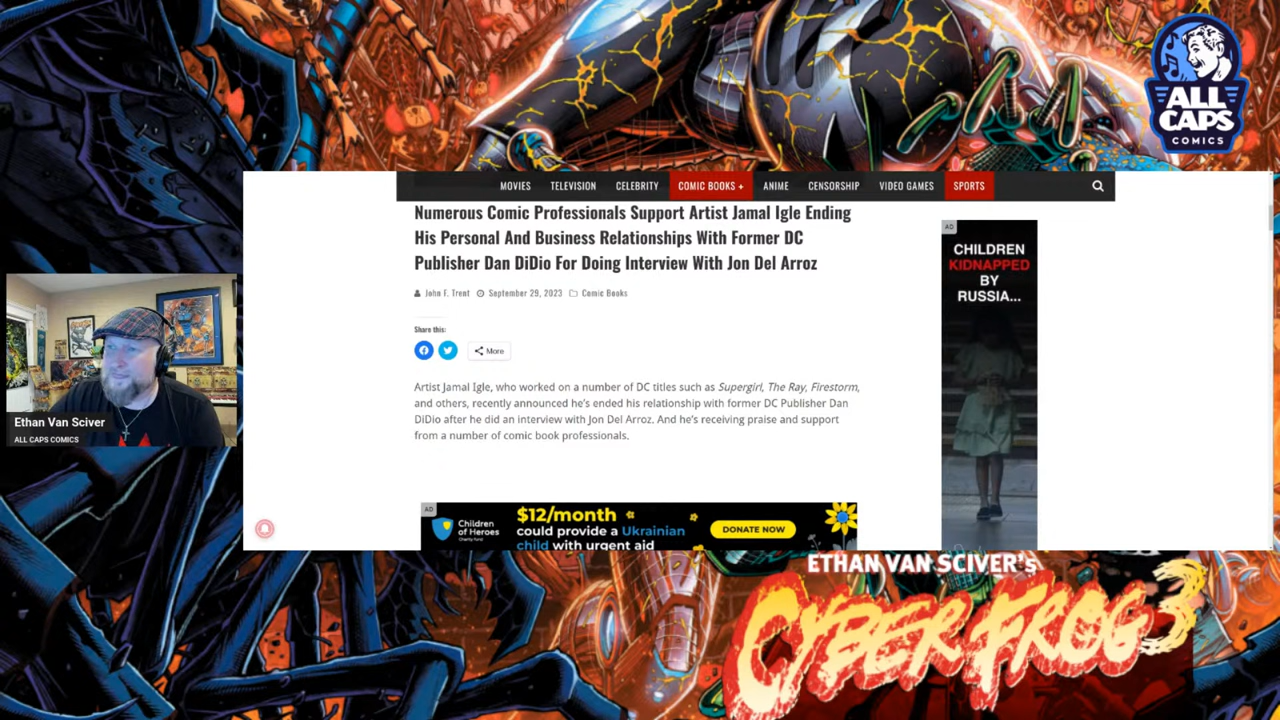 ALL
CAPS
COMICS
MOVIES TELEVISION CELEBRITY COMIC BOOKS + ANIME CENSORSHIP VIDEO GAMES SPORTS
Numerous Comic Professionals Support Artist Jamal Igle Ending
His Personal And Business Relationships With Former DC
Publisher Dan DiDio For Doing Interview With Jon Del Arroz
John F. Trent September 29, 2023 Comic Books
Share this:
More
Artist Jamal Igle, who worked on a number of DC titles such as Supergirl, The Ray, Firestorm,
and others, recently announced he's ended his relationship with former DC Publisher Dan
DiDio after he did an interview with Jon Del Arroz. And he's receiving praise and support
from a number of comic book professionals.
AD
CHILDREN
KIDNAPPED
BY
RUSSIA...
Ethan Van Sciver
ALL CAPS COMICS
AD
Children
of Heroes
Charity Fund
$12/month
could provide a Ukrainian
child with urgent aid
DONATE NOW
ETHAN VAN SCIVER's
CYBERFROG 3